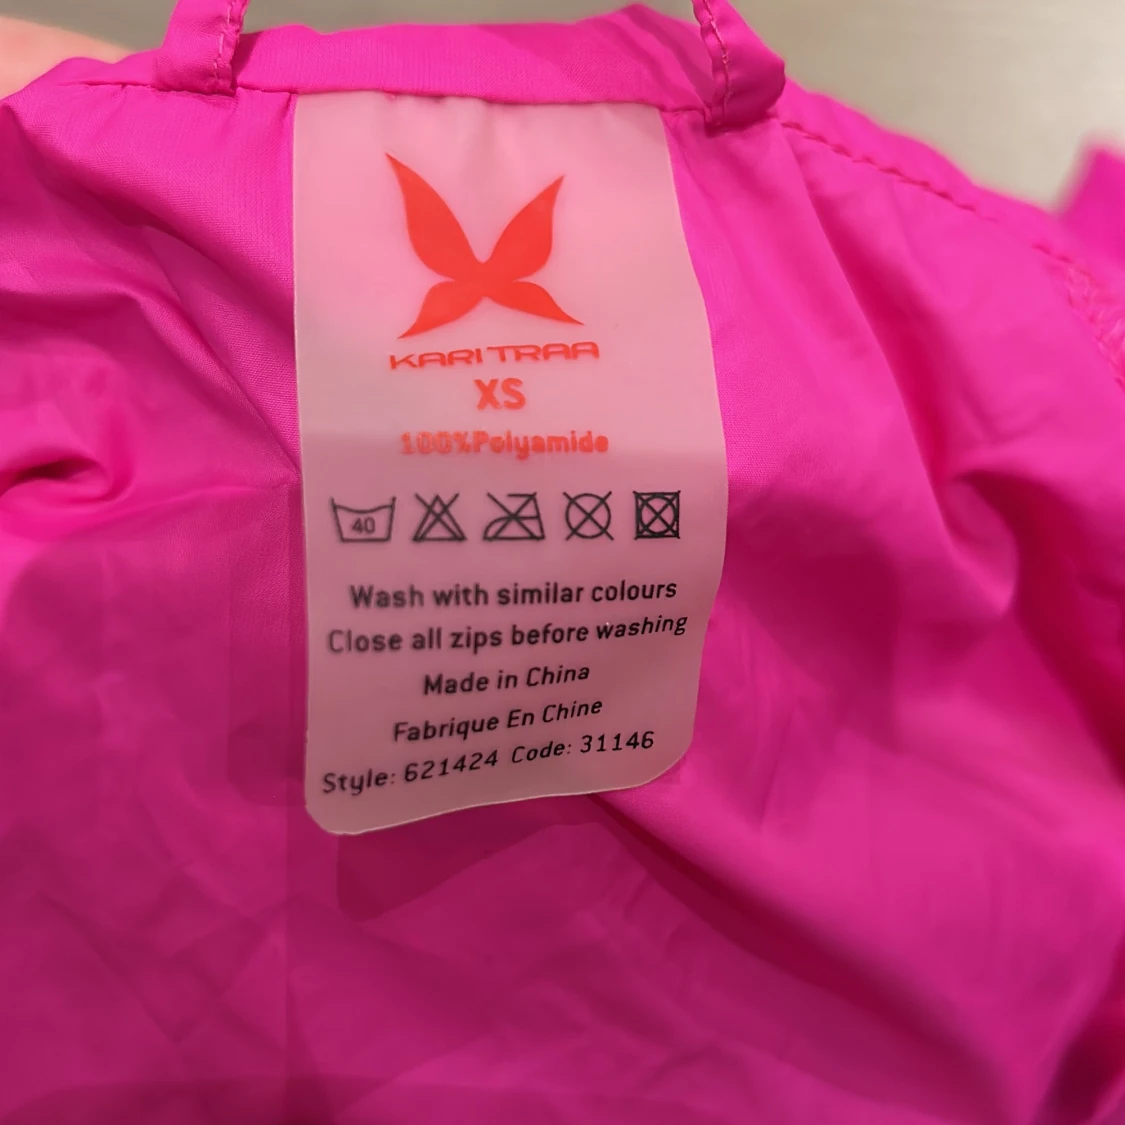 KARI TRAA
XS
100%Polyamide
40
Wash with similar colours
Close all zips before washing
Made in China
Fabrique En Chine
Style: 621424 Code: 31146